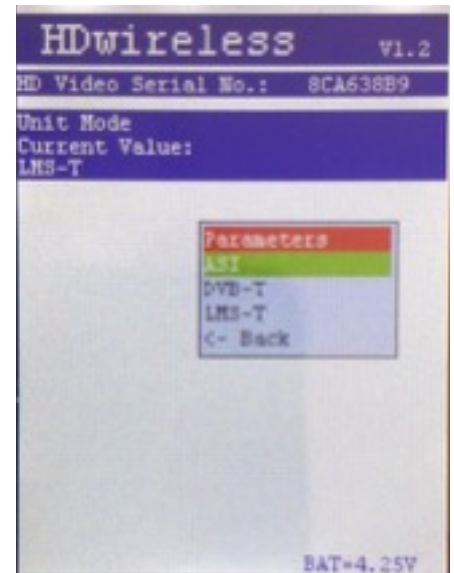 HDwireless V1.2
HD Video Serial No.: 8CA638B9
Unit Mode
Current Value:
LMS-T
Parameters
ASI
DVB-T
LMS-T
<- Back
BAT=4.25V